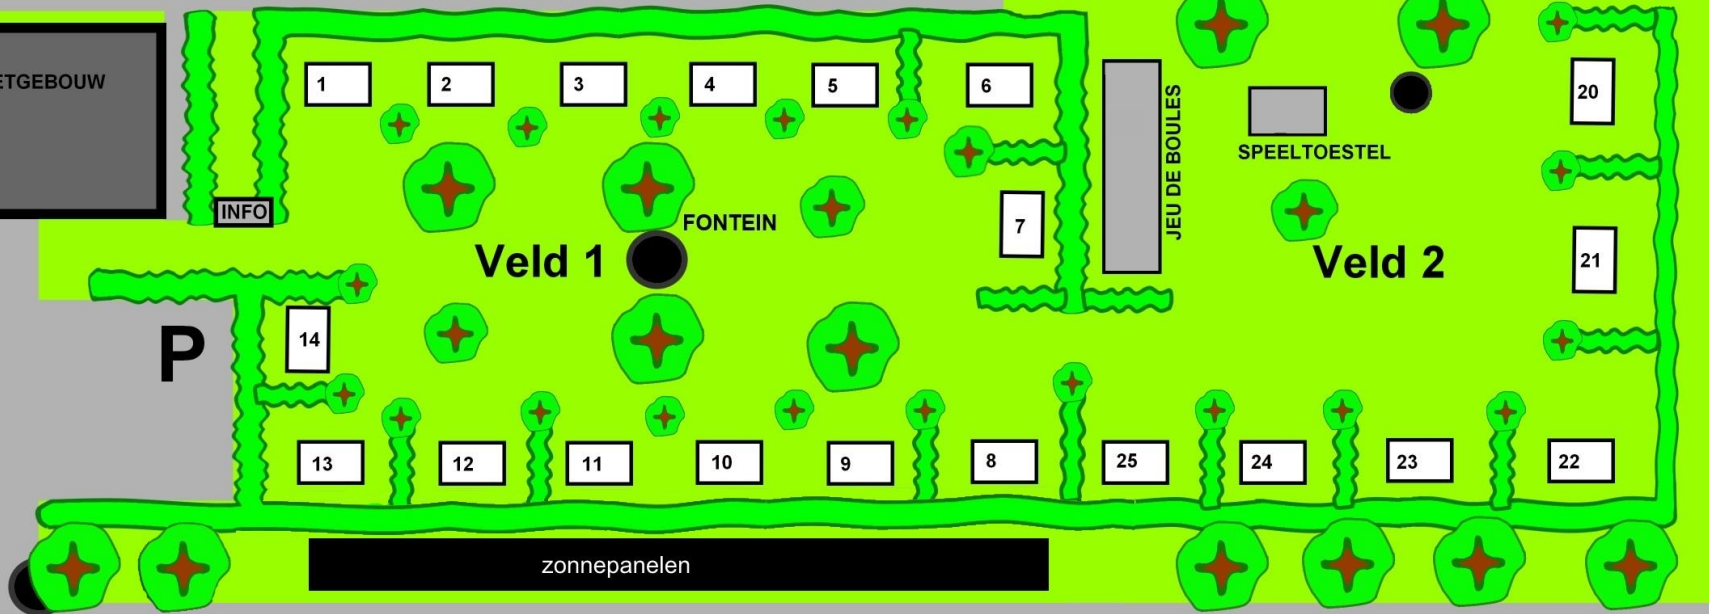 ETGEBOUW
1
2
3
4
5
6
20
JEU DE BOULES
SPEELTOESTEL
INFO
FONTEIN
7
Veld 1
Veld 2
21
P
14
13
12
11
10
9
8
25
24
23
22
zonnepanelen